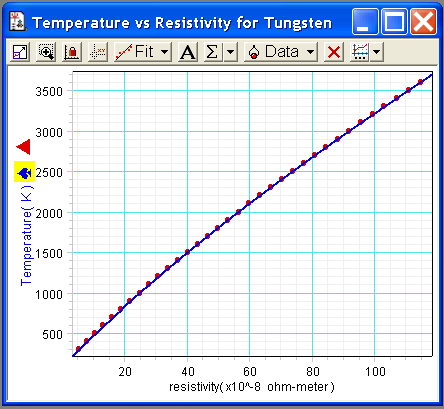 Temperature vs Resistivity for Tungsten
Fit A Σ Data
3500
3000
2500
2000
1500
1000
500
Temperature( K )
20 40 60 80 100
resistivity( x10^-8 ohm-meter )